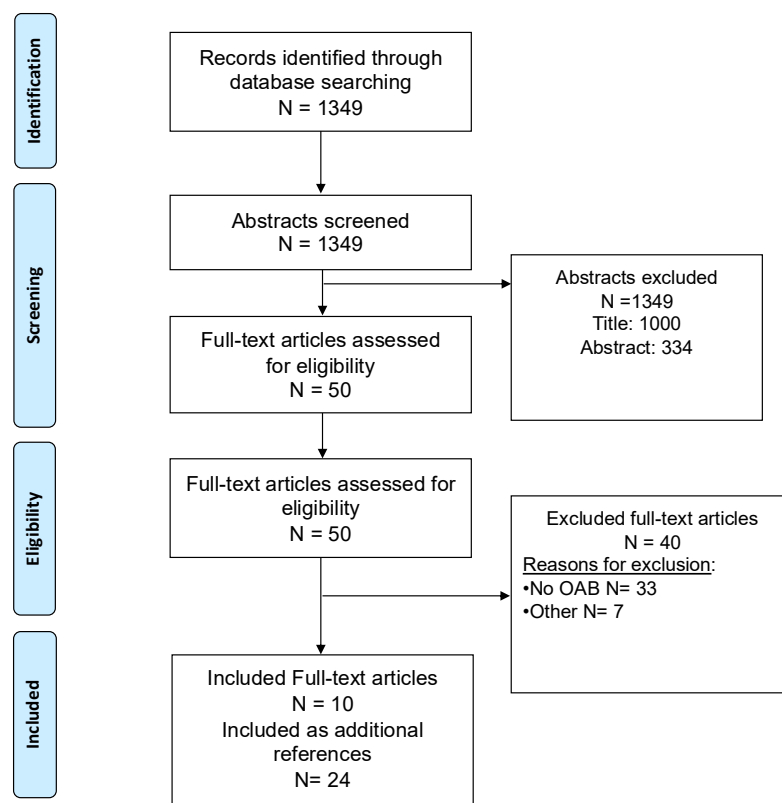 Identification
Records identified through
database searching
N = 1349
Screening
Abstracts screened
N = 1349
Abstracts excluded
N =1349
Title: 1000
Abstract: 334
Full-text articles assessed
for eligibility
N = 50
Eligibility
Full-text articles assessed for
eligibility
N = 50
Excluded full-text articles
N = 40
Reasons for exclusion:
•No OAB N= 33
•Other N= 7
Included
Included Full-text articles
N = 10
Included as additional
references
N= 24